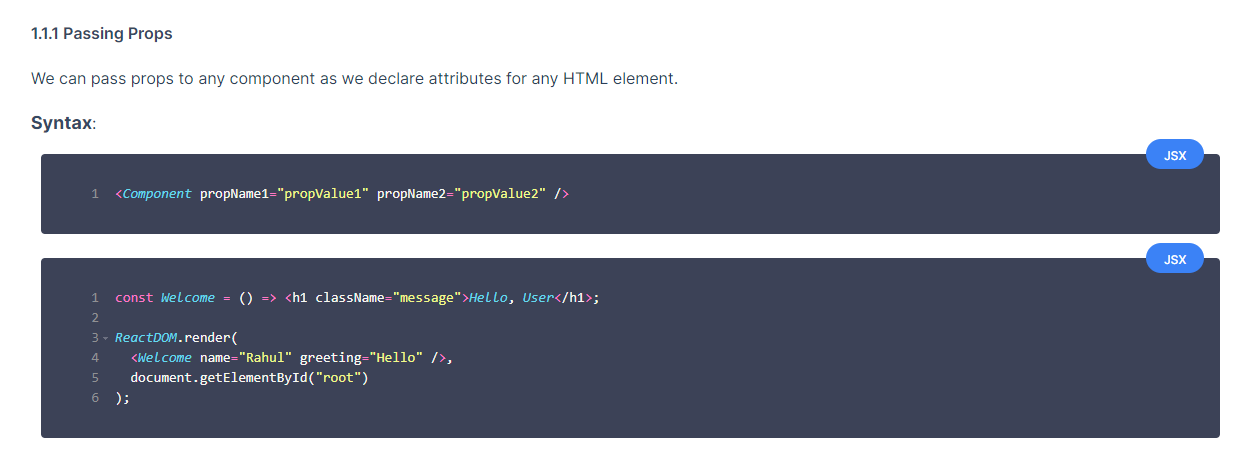 1.1.1 Passing Props
We can pass props to any component as we declare attributes for any HTML element.
Syntax:
JSX
1 <Component propName1="propValue1" propName2="propValue2" />
JSX
1 const Welcome = () => <h1 className="message">Hello, User</h1>;
2
3 ReactDOM.render(
4   <Welcome name="Rahul" greeting="Hello" />,
5   document.getElementById("root")
6 );